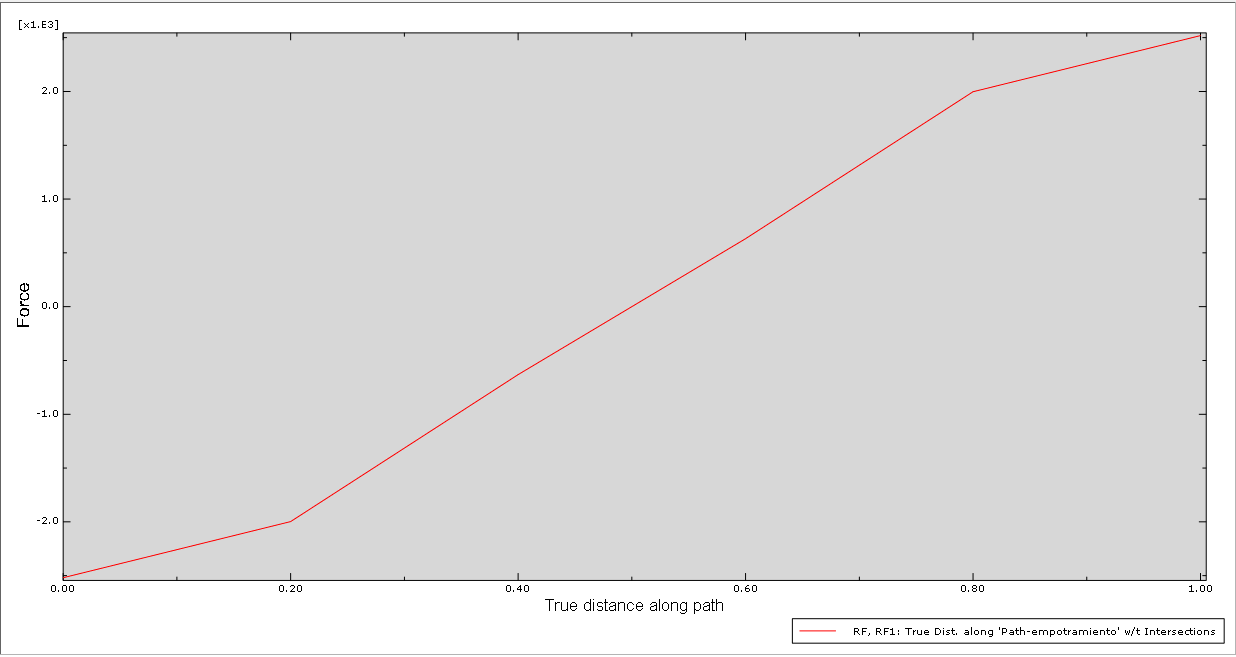 [x1.E3]
2.0
1.0
0.0
-1.0
-2.0
Force
0.00 0.20 0.40 0.60 0.80 1.00
True distance along path
RF, RF1: True Dist. along 'Path-empotramiento' w/t Intersections